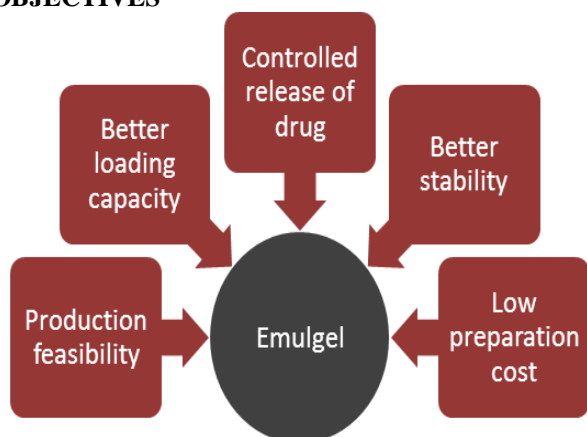 OBJECTIVES
Controlled
release of
drug
Better
loading
capacity
Better
stability
Production
feasibility
Emulgel
Low
preparation
cost